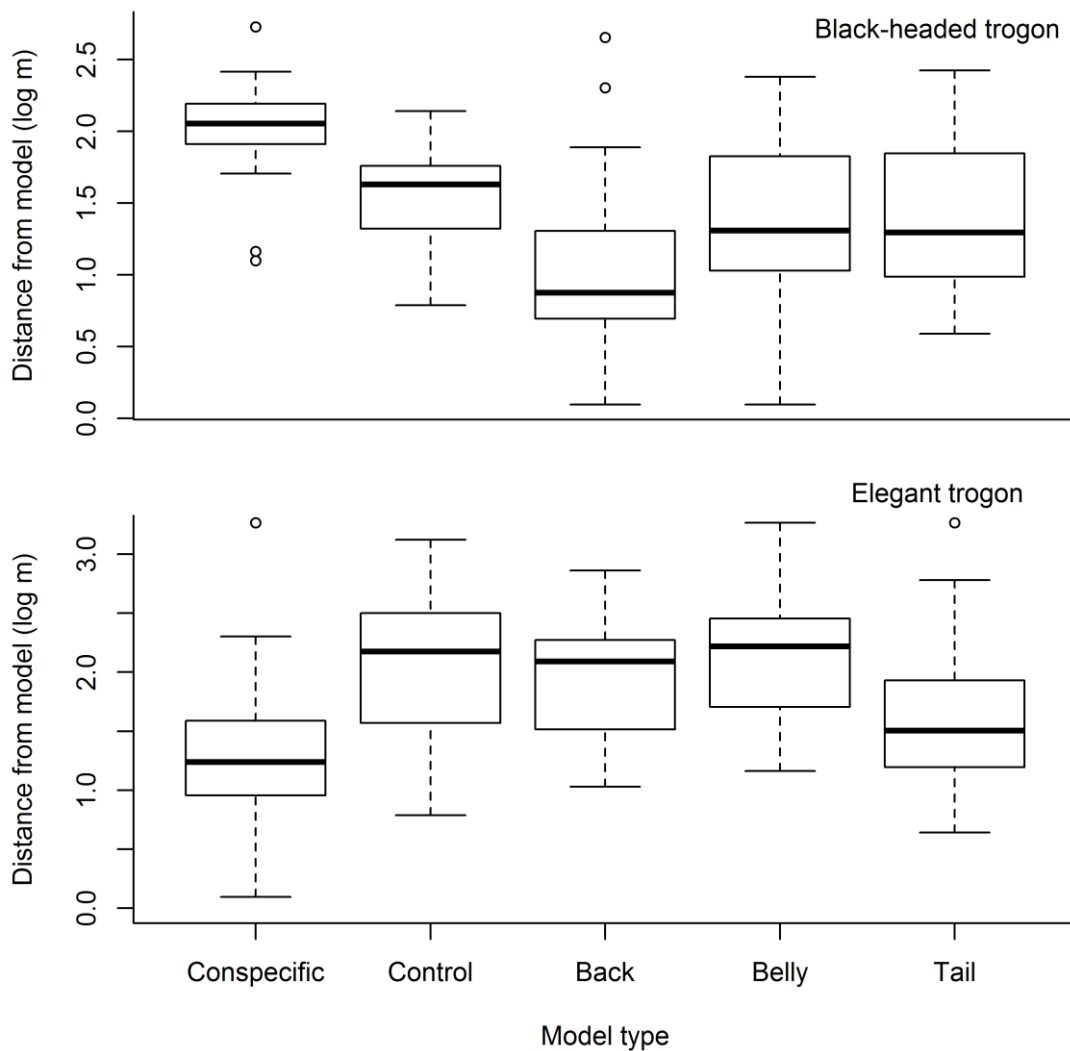 Black-headed trogon
Distance from model (log m)
2.5
2.0
1.5
1.0
0.5
0.0
Elegant trogon
Distance from model (log m)
3.0
2.0
1.0
0.0
Conspecific Control Back Belly Tail
Model type